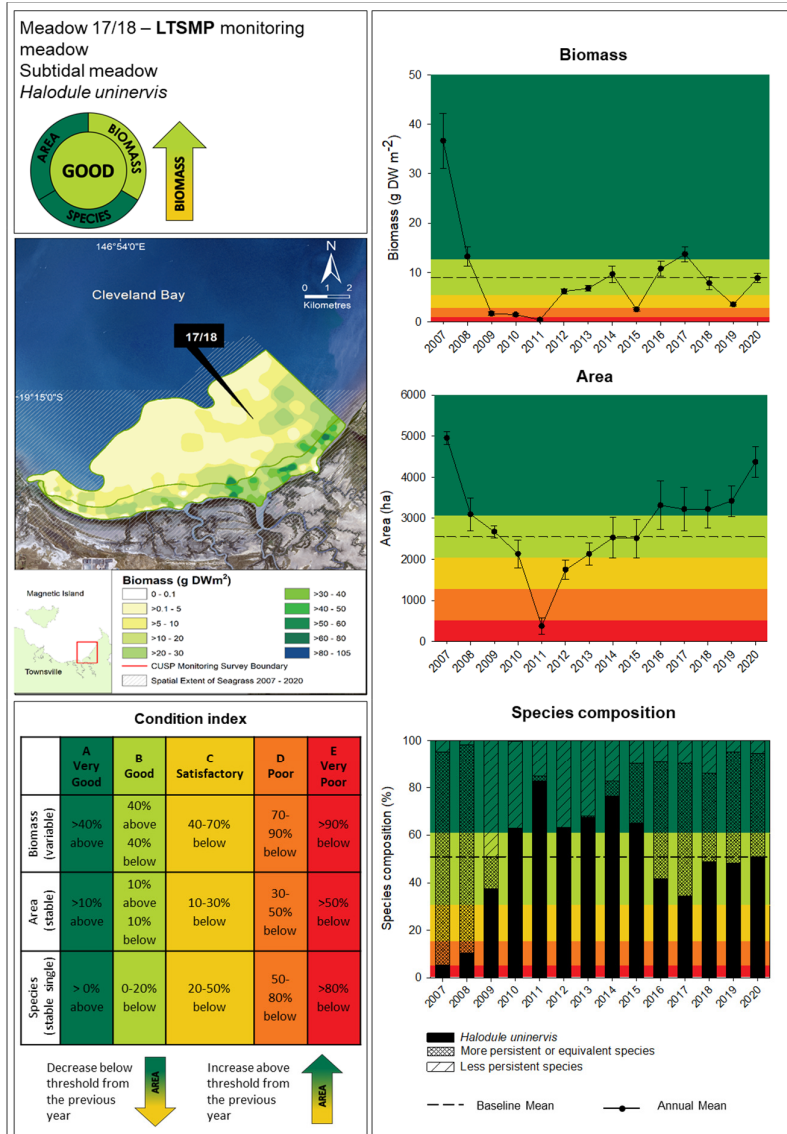 Meadow 17/18 – LTSMP monitoring
meadow
Subtidal meadow
Halodule uninervis
AREA
BIOMASS
GOOD
SPECIES
BIOMASS
146°54'0"E
N
Cleveland Bay
0 1 2
Kilometres
17/18
19°15'0"S
Magnetic Island
Townsville
Biomass (g DWm²)
0 - 0.1
>0.1 - 5
>5 - 10
>10 - 20
>20 - 30
>30 - 40
>40 - 50
>50 - 60
>60 - 80
>80 - 105
CUSP Monitoring Survey Boundary
Spatial Extent of Seagrass 2007 - 2020
Condition index
A Very Good
B Good
C Satisfactory
D Poor
E Very Poor
Biomass (variable)
>40% above
40% above 40% below
40-70% below
70-90% below
>90% below
Area (stable)
>10% above
10% above 10% below
10-30% below
30-50% below
>50% below
Species (stable single)
> 0% above
0-20% below
20-50% below
50-80% below
>80% below
Decrease below
threshold from the
previous
year
AREA
Increase above
threshold from
the previous
year
AREA
Biomass
Biomass (g DW m-2)
50
40
30
20
10
0
2007 2008 2009 2010 2011 2012 2013 2014 2015 2016 2017 2018 2019 2020
Area
Area (ha)
6000
5000
4000
3000
2000
1000
0
2007 2008 2009 2010 2011 2012 2013 2014 2015 2016 2017 2018 2019 2020
Species composition
Species composition (%)
100
80
60
40
20
0
2007 2008 2009 2010 2011 2012 2013 2014 2015 2016 2017 2018 2019 2020
Halodule uninervis
More persistent or equivalent species
Less persistent species
Baseline Mean
Annual Mean